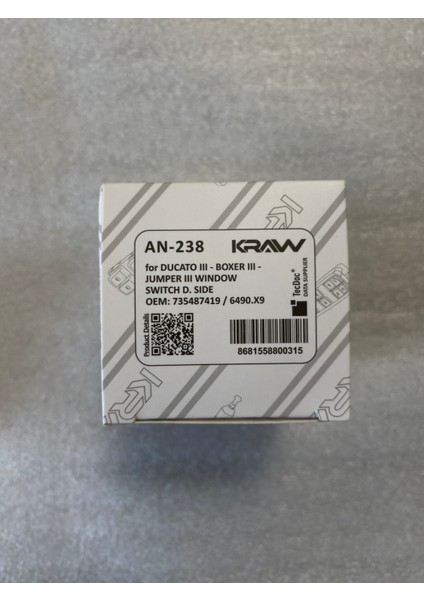 AN-238
KRAW
for DUCATO III - BOXER III -
JUMPER III WINDOW
SWITCH D. SIDE
OEM: 735487419 / 6490.X9
TecDoc®
DATA SUPPLIER
Product Details
8681558800315